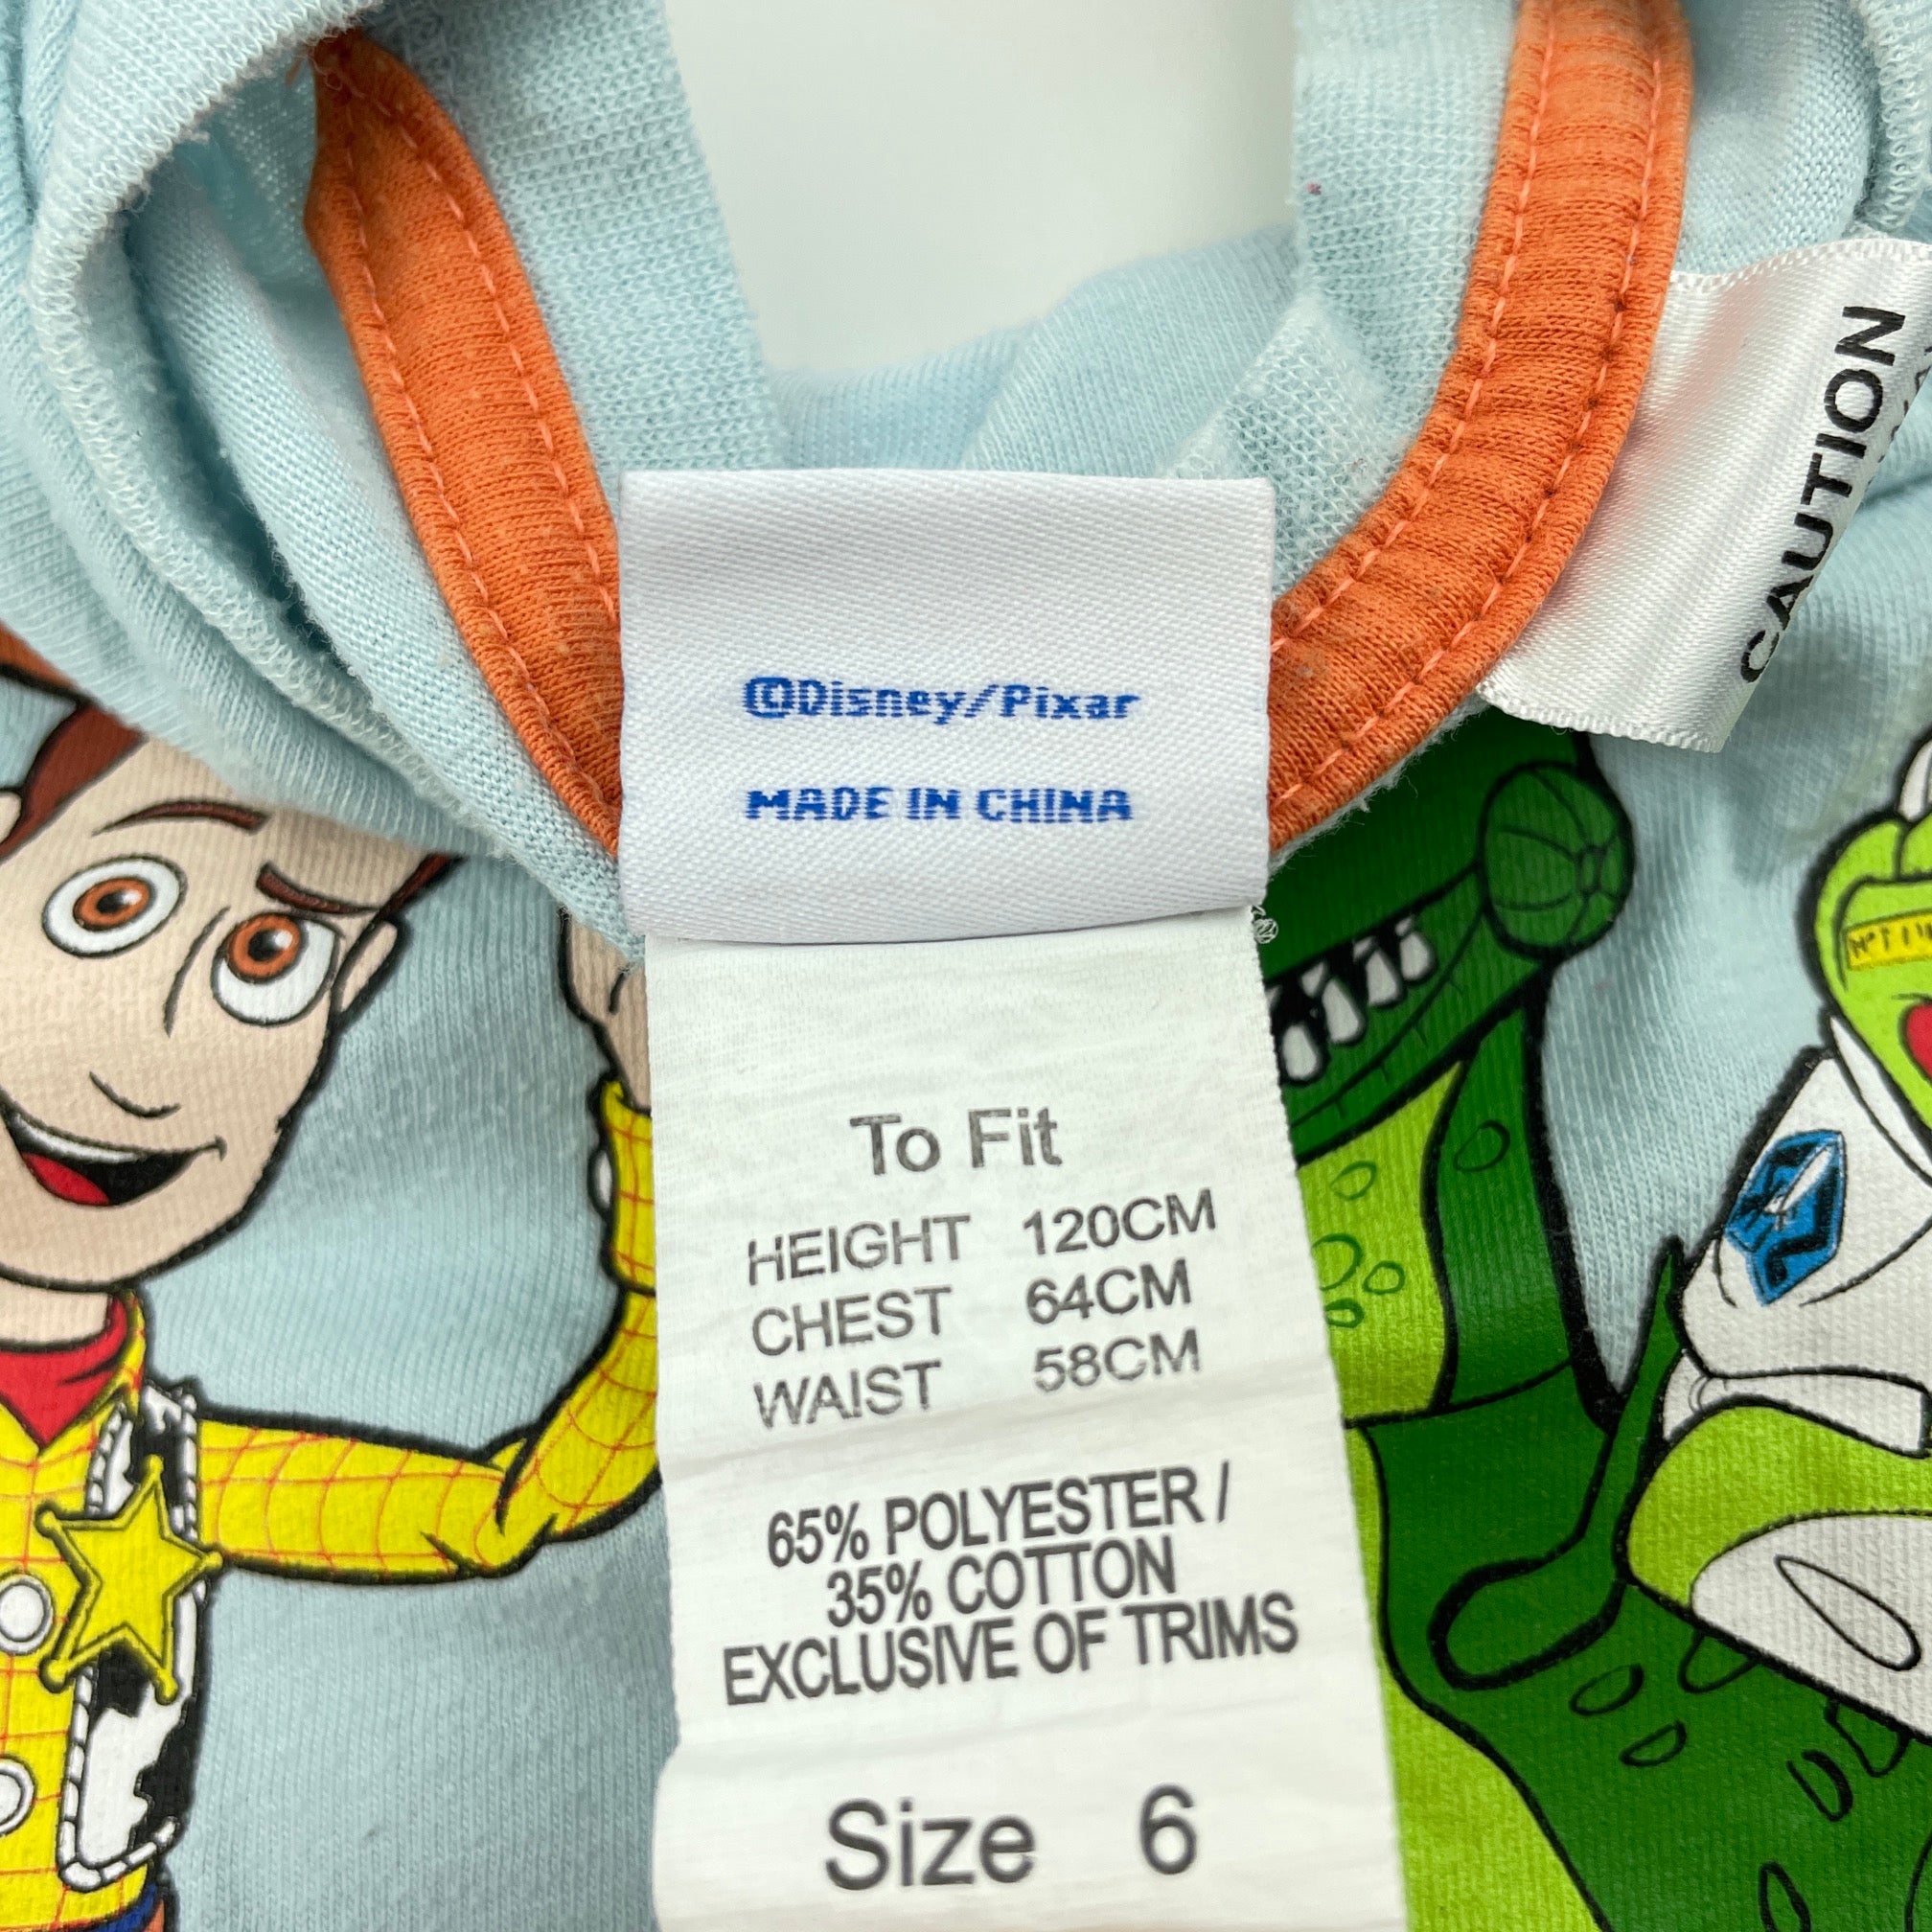 ©Disney/Pixar
MADE IN CHINA
To Fit
HEIGHT 120CM
CHEST 64CM
WAIST 58CM
65% POLYESTER /
35% COTTON
EXCLUSIVE OF TRIMS
Size 6
CAUTION